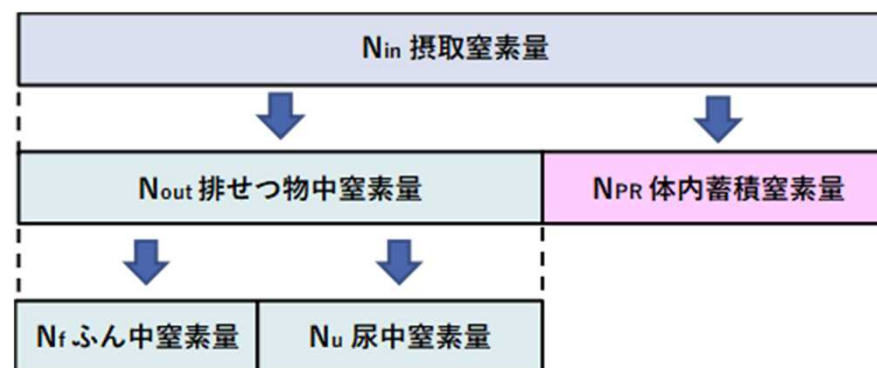 Nin 摂取窒素量
Nout 排せつ物中窒素量
NPR 体内蓄積窒素量
Nf ふん中窒素量
Nu 尿中窒素量